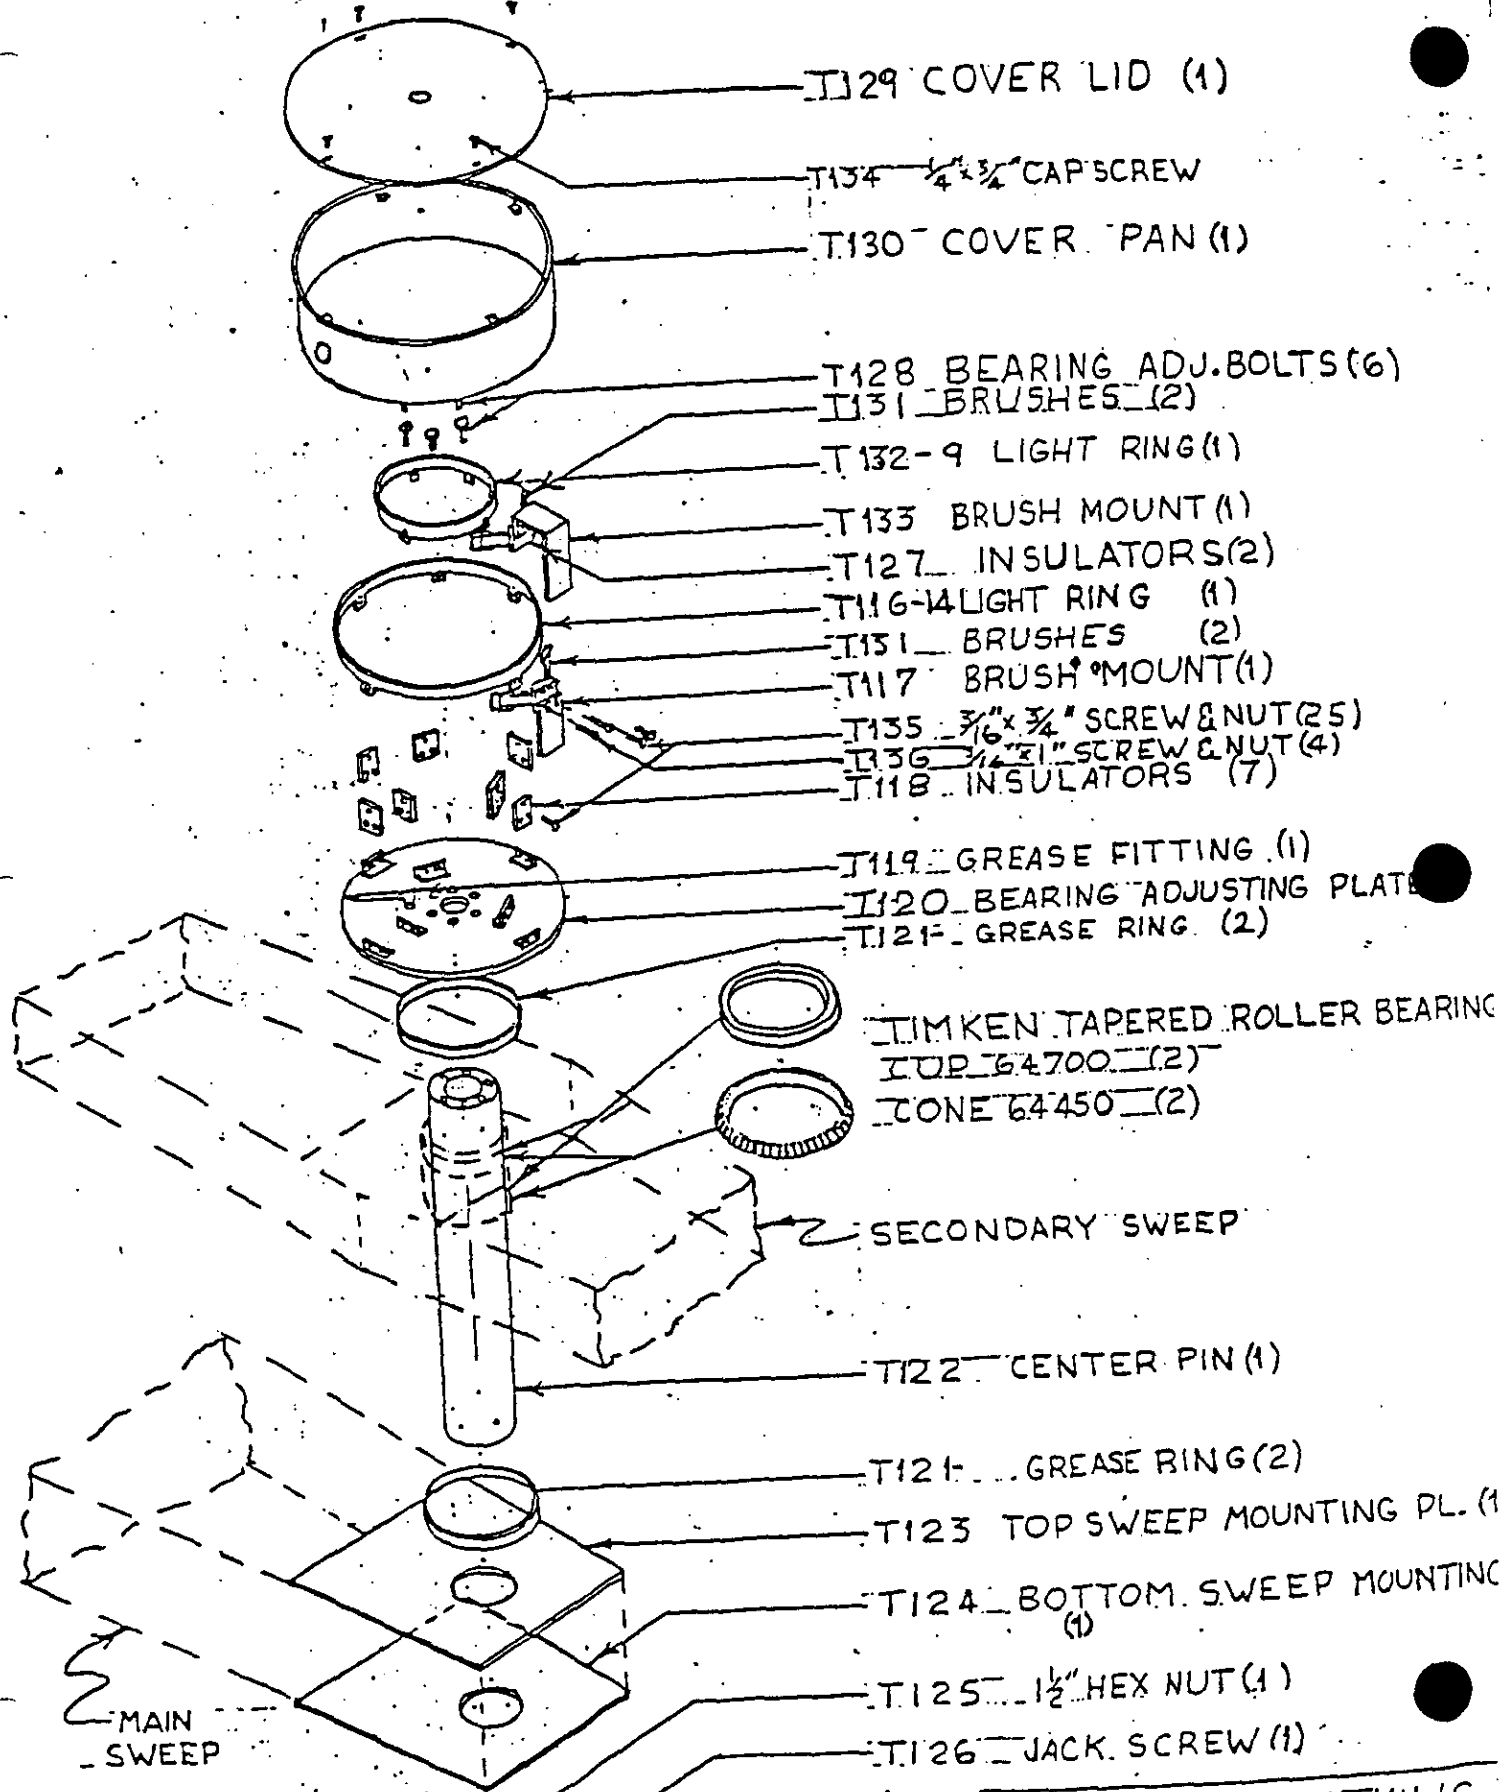 T129 COVER LID (1)
T134 1/4" x 3/4" CAP SCREW
T130 COVER PAN (1)
T128 BEARING ADJ. BOLTS (6)
T131 BRUSHES (2)
T132-9 LIGHT RING (1)
T133 BRUSH MOUNT (1)
T127 INSULATORS (2)
T116-14 LIGHT RING (1)
T131 BRUSHES (2)
T117 BRUSH MOUNT (1)
T135 3/16" x 3/4" SCREW & NUT (25)
T136 3/16" x 1" SCREW & NUT (4)
T118 INSULATORS (7)
T119 GREASE FITTING (1)
T120 BEARING ADJUSTING PLATE
T121 - GREASE RING (2)
TIMKEN TAPERED ROLLER BEARING
CUP 64700 (2)
CONE 64450 (2)
SECONDARY SWEEP
T122 CENTER PIN (1)
T121 - GREASE RING (2)
T123 TOP SWEEP MOUNTING PL. (1
T124 BOTTOM SWEEP MOUNTING
(1)
T125 1 1/2" HEX NUT (1)
MAIN
SWEEP
T126 JACK SCREW (1)